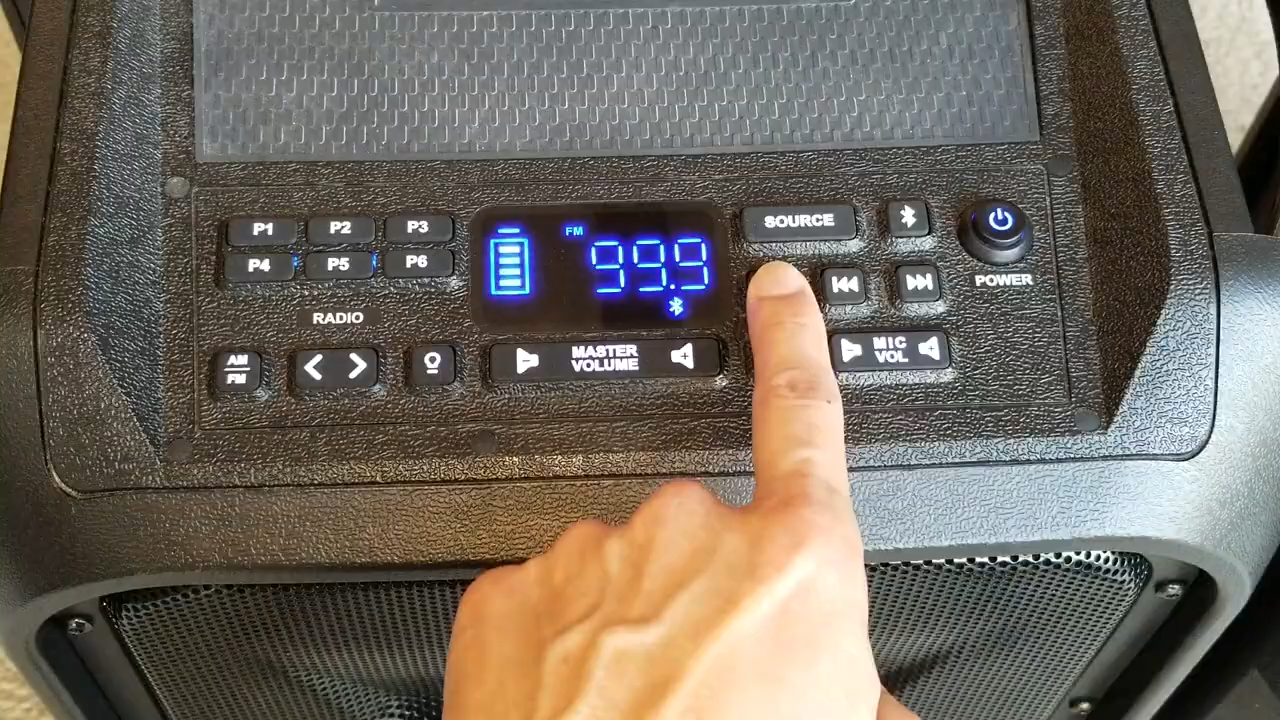 P1 P2 P3
P4 P5 P6
RADIO
AM
FM
FM
99.9
MASTER
VOLUME
SOURCE
POWER
MIC
VOL